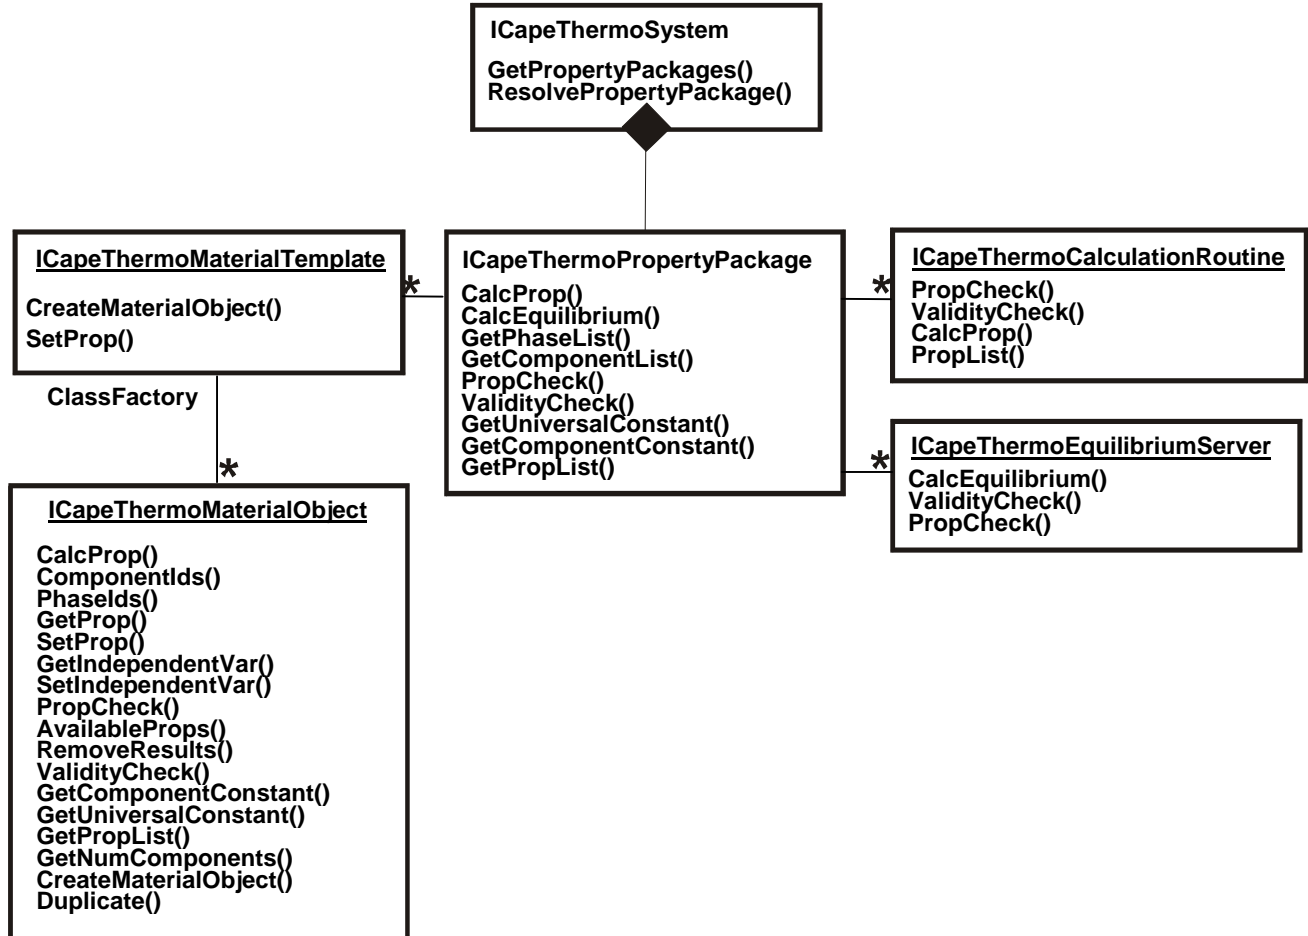 ICapeThermoSystem
GetPropertyPackages()
ResolvePropertyPackage()
ICapeThermoMaterialTemplate
CreateMaterialObject()
SetProp()
*
ICapeThermoPropertyPackage
CalcProp()
CalcEquilibrium()
GetPhaseList()
GetComponentList()
PropCheck()
ValidityCheck()
GetUniversalConstant()
GetComponentConstant()
GetPropList()
*
ICapeThermoCalculationRoutine
PropCheck()
ValidityCheck()
CalcProp()
PropList()
*
ICapeThermoEquilibriumServer
CalcEquilibrium()
ValidityCheck()
PropCheck()
ClassFactory
*
ICapeThermoMaterialObject
CalcProp()
ComponentIds()
PhaseIds()
GetProp()
SetProp()
GetIndependentVar()
SetIndependentVar()
PropCheck()
AvailableProps()
RemoveResults()
ValidityCheck()
GetComponentConstant()
GetUniversalConstant()
GetPropList()
GetNumComponents()
CreateMaterialObject()
Duplicate()